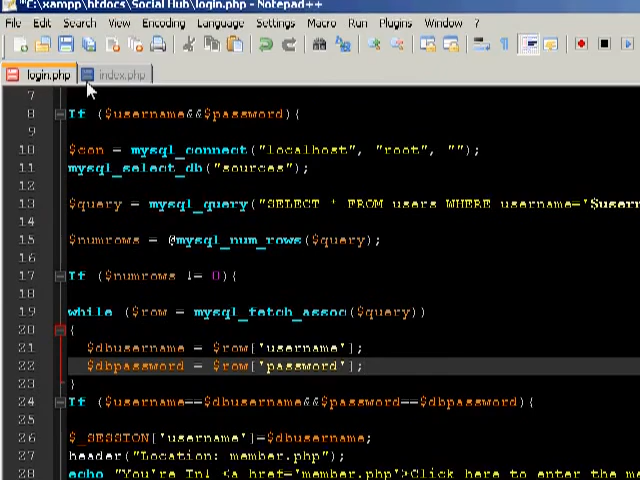 *C:\xampp\htdocs\Social Hub\login.php - Notepad++
File Edit Search View Encoding Language Settings Macro Run Plugins Window ?
login.php index.php
7
8 If ($username&&$password){
9
10 $con = mysql_connect("localhost", "root", "");
11 mysql_select_db("sources");
12
13 $query = mysql_query("SELECT * FROM users WHERE username='$usern
14
15 $numrows = @mysql_num_rows($query);
16
17 If ($numrows != 0){
18
19 while ($row = mysql_fetch_assoc($query))
20 {
21 $dbusername = $row['username'];
22 $dbpassword = $row['password'];
23 }
24 If ($username==$dbusername&&$password==$dbpassword){
25
26 $_SESSION['username']=$dbusername;
27 header("Location: member.php");
28 echo "You're In! <a href='member.php'>Click here to enter the me